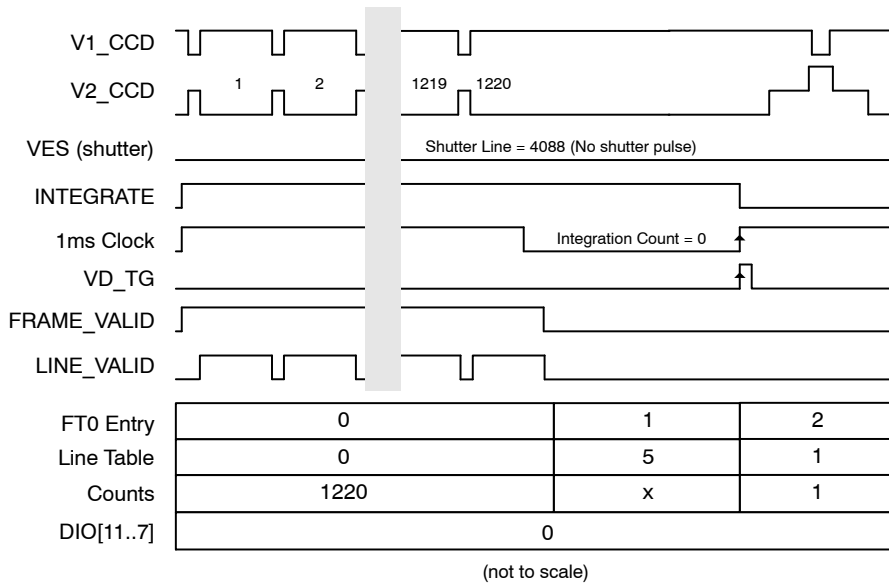 V1_CCD
V2_CCD 1 2 1219 1220
VES (shutter) Shutter Line = 4088 (No shutter pulse)
INTEGRATE
1ms Clock Integration Count = 0
VD_TG
FRAME_VALID
LINE_VALID
FT0 Entry 0 1 2
Line Table 0 5 1
Counts 1220 x 1
DIO[11..7] 0
(not to scale)